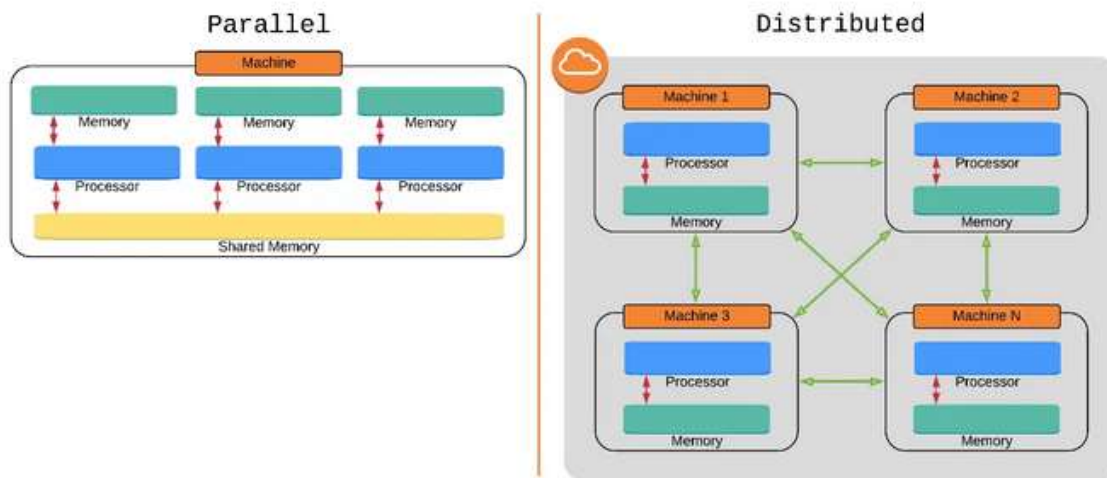 Parallel
Machine
Memory Memory Memory
Processor Processor Processor
Shared Memory
Distributed
Machine 1 Machine 2
Processor Processor
Memory Memory
Machine 3 Machine N
Processor Processor
Memory Memory